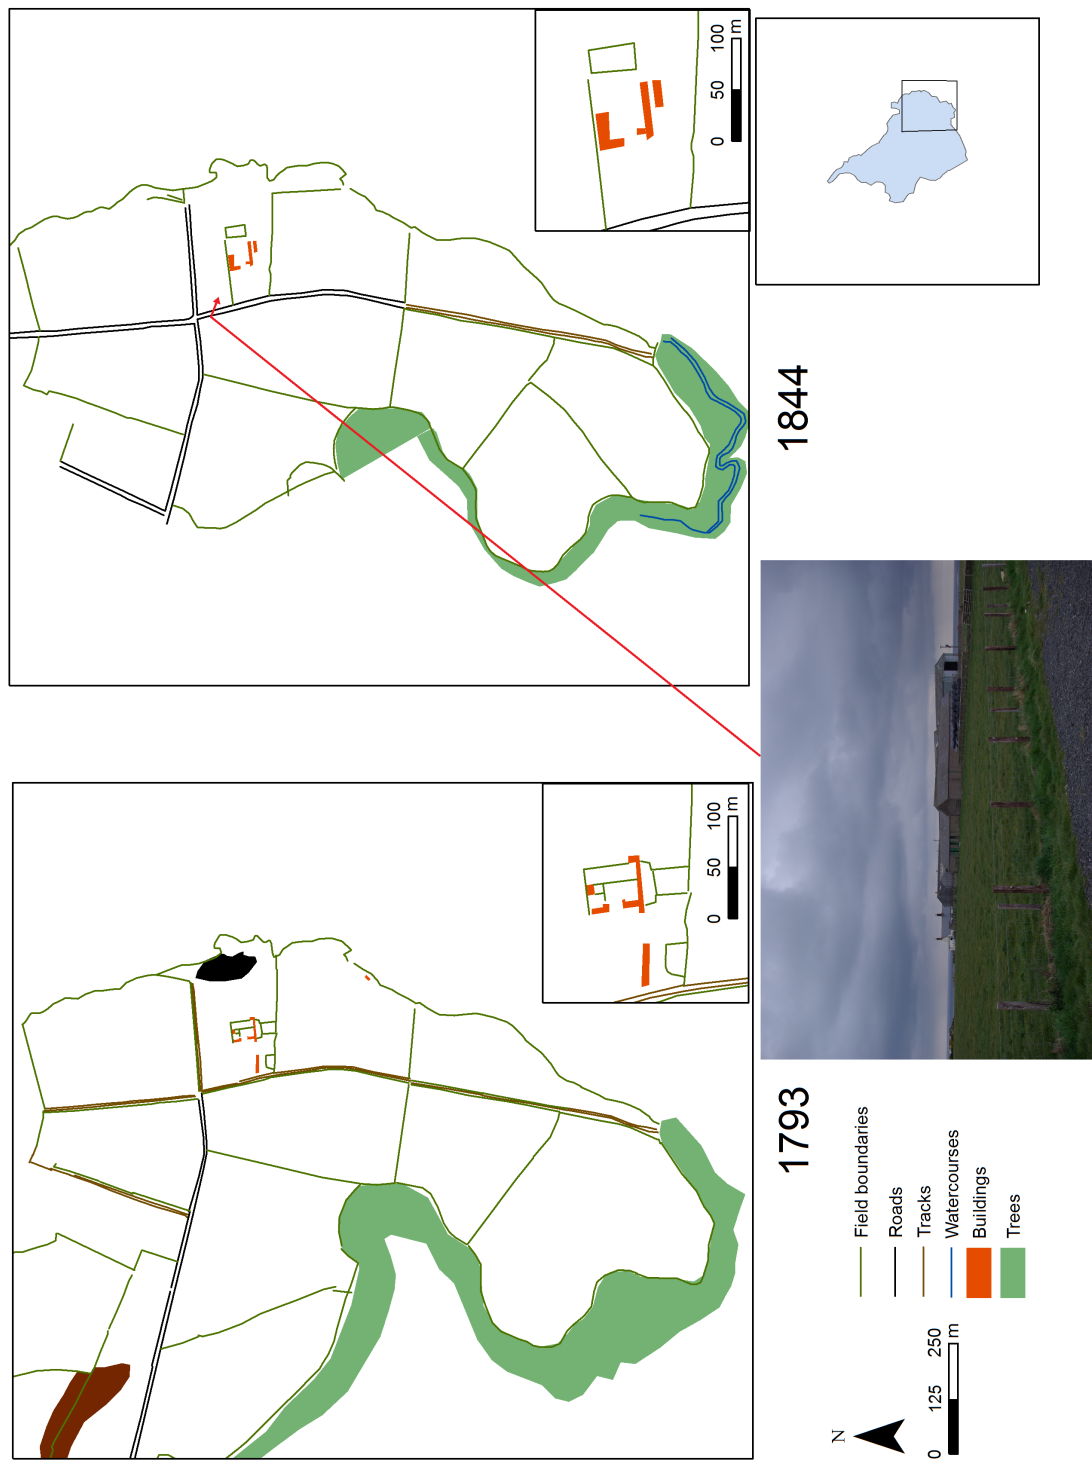 0 50 100
m
0 50 100
m
1793
1844
N
0 125 250
m
Field boundaries
Roads
Tracks
Watercourses
Buildings
Trees